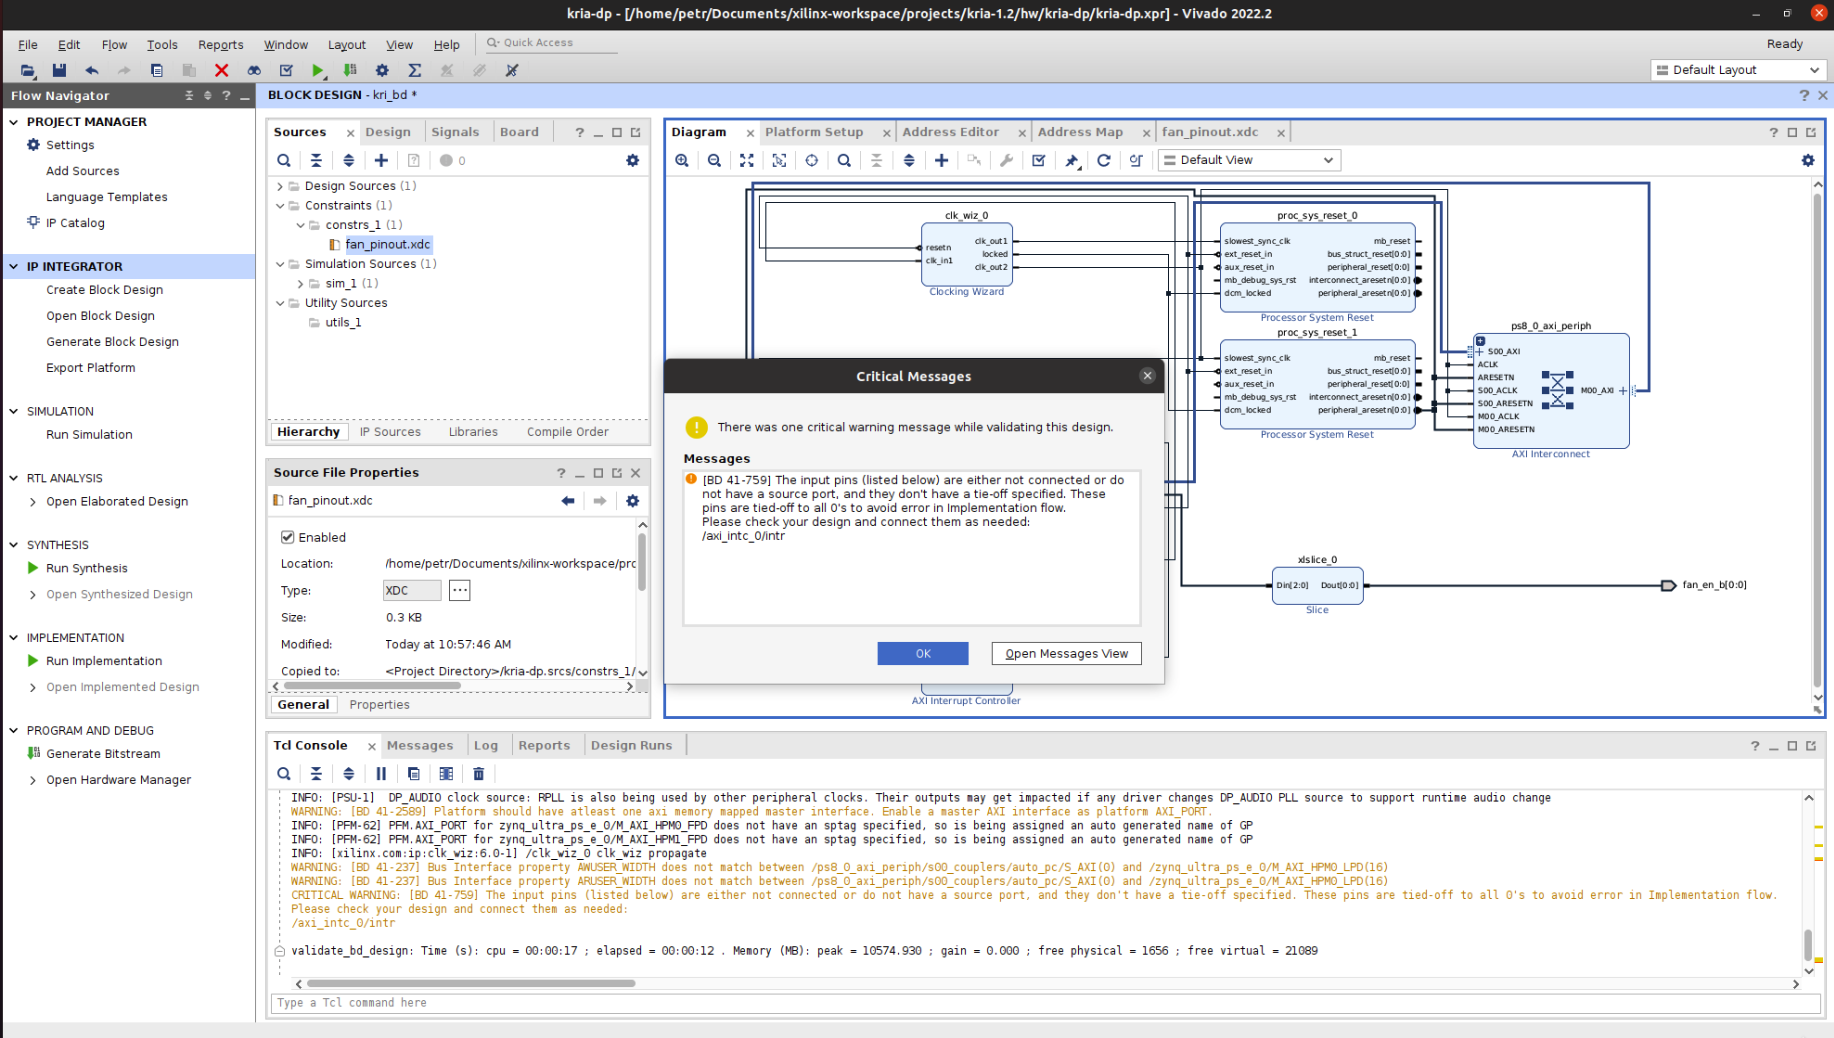 kria-dp - [/home/petr/Documents/xilinx-workspace/projects/kria-1.2/hw/kria-dp/kria-dp.xpr] - Vivado 2022.2
File Edit Flow Tools Reports Window Layout View Help Quick Access Ready
Default Layout
Flow Navigator
PROJECT MANAGER
Settings
Add Sources
Language Templates
IP Catalog
IP INTEGRATOR
Create Block Design
Open Block Design
Generate Block Design
Export Platform
SIMULATION
Run Simulation
RTL ANALYSIS
Open Elaborated Design
SYNTHESIS
Run Synthesis
Open Synthesized Design
IMPLEMENTATION
Run Implementation
Open Implemented Design
PROGRAM AND DEBUG
Generate Bitstream
Open Hardware Manager
BLOCK DESIGN - kri_bd *
Sources Design Signals Board
0
Design Sources (1)
Constraints (1)
constrs_1 (1)
fan_pinout.xdc
Simulation Sources (1)
sim_1 (1)
Utility Sources
utils_1
Hierarchy IP Sources Libraries Compile Order
Source File Properties
fan_pinout.xdc
Enabled
Location: /home/petr/Documents/xilinx-workspace/pro
Type: XDC
Size: 0.3 KB
Modified: Today at 10:57:46 AM
Copied to: <Project Directory>/kria-dp.srcs/constrs_1/
General Properties
Diagram Platform Setup Address Editor Address Map fan_pinout.xdc
Default View
clk_wiz_0
resetn
clk_in1
clk_out1
locked
clk_out2
Clocking Wizard
proc_sys_reset_0
slowest_sync_clk mb_reset
ext_reset_in bus_struct_reset[0:0]
aux_reset_in peripheral_reset[0:0]
mb_debug_sys_rst interconnect_aresetn[0:0]
dcm_locked peripheral_aresetn[0:0]
Processor System Reset
proc_sys_reset_1
slowest_sync_clk mb_reset
ext_reset_in bus_struct_reset[0:0]
aux_reset_in peripheral_reset[0:0]
mb_debug_sys_rst interconnect_aresetn[0:0]
dcm_locked peripheral_aresetn[0:0]
Processor System Reset
ps8_0_axi_periph
S00_AXI
ACLK
ARESETN
S00_ACLK M00_AXI
S00_ARESETN
M00_ACLK
M00_ARESETN
AXI Interconnect
xlslice_0
Din[2:0] Dout[0:0]
Slice
fan_en_b[0:0]
AXI Interrupt Controller
Critical Messages
There was one critical warning message while validating this design.
Messages
[BD 41-759] The input pins (listed below) are either not connected or do
not have a source port, and they don't have a tie-off specified. These
pins are tied-off to all 0's to avoid error in Implementation flow.
Please check your design and connect them as needed:
/axi_intc_0/intr
OK Open Messages View
Tcl Console Messages Log Reports Design Runs
INFO: [PSU-1] DP_AUDIO clock source: RPLL is also being used by other peripheral clocks. Their outputs may get impacted if any driver changes DP_AUDIO PLL source to support runtime audio change
WARNING: [BD 41-2589] Platform should have atleast one axi memory mapped master interface. Enable a master AXI interface as platform AXI_PORT.
INFO: [PFM-62] PFM.AXI_PORT for zynq_ultra_ps_e_0/M_AXI_HPM0_FPD does not have an sptag specified, so is being assigned an auto generated name of GP
INFO: [PFM-62] PFM.AXI_PORT for zynq_ultra_ps_e_0/M_AXI_HPM1_FPD does not have an sptag specified, so is being assigned an auto generated name of GP
INFO: [xilinx.com:ip:clk_wiz:6.0-1] /clk_wiz_0 clk_wiz propagate
WARNING: [BD 41-237] Bus Interface property AWUSER_WIDTH does not match between /ps8_0_axi_periph/s00_couplers/auto_pc/S_AXI(0) and /zynq_ultra_ps_e_0/M_AXI_HPM0_LPD(16)
WARNING: [BD 41-237] Bus Interface property ARUSER_WIDTH does not match between /ps8_0_axi_periph/s00_couplers/auto_pc/S_AXI(0) and /zynq_ultra_ps_e_0/M_AXI_HPM0_LPD(16)
CRITICAL WARNING: [BD 41-759] The input pins (listed below) are either not connected or do not have a source port, and they don't have a tie-off specified. These pins are tied-off to all 0's to avoid error in Implementation flow.
Please check your design and connect them as needed:
/axi_intc_0/intr
validate_bd_design: Time (s): cpu = 00:00:17 ; elapsed = 00:00:12 . Memory (MB): peak = 10574.930 ; gain = 0.000 ; free physical = 1656 ; free virtual = 21089
Type a Tcl command here